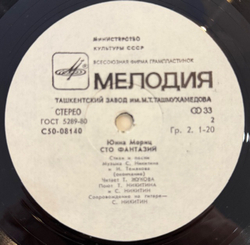 МИНИСТЕРСТВО
КУЛЬТУРЫ СССР
ВСЕСОЮЗНАЯ ФИРМА ГРАМПЛАСТИНОК
МЕЛОДИЯ
ТАШКЕНТСКИЙ ЗАВОД ИМ. М.Т. ТАШМУХАМЕДОВА
СТЕРЕО 33
ГОСТ 5289-80 2
С50-08140 Гр. 2. 1-20
Юнна Мориц
СТО ФАНТАЗИЙ
Стихи и песни
Музыка С. Никитина
и
Читает Т. ЖУКОВА
Поют Т. НИКИТИНА
и С. НИКИТИН
Сопровождение на гитаре
С. НИКИТИН